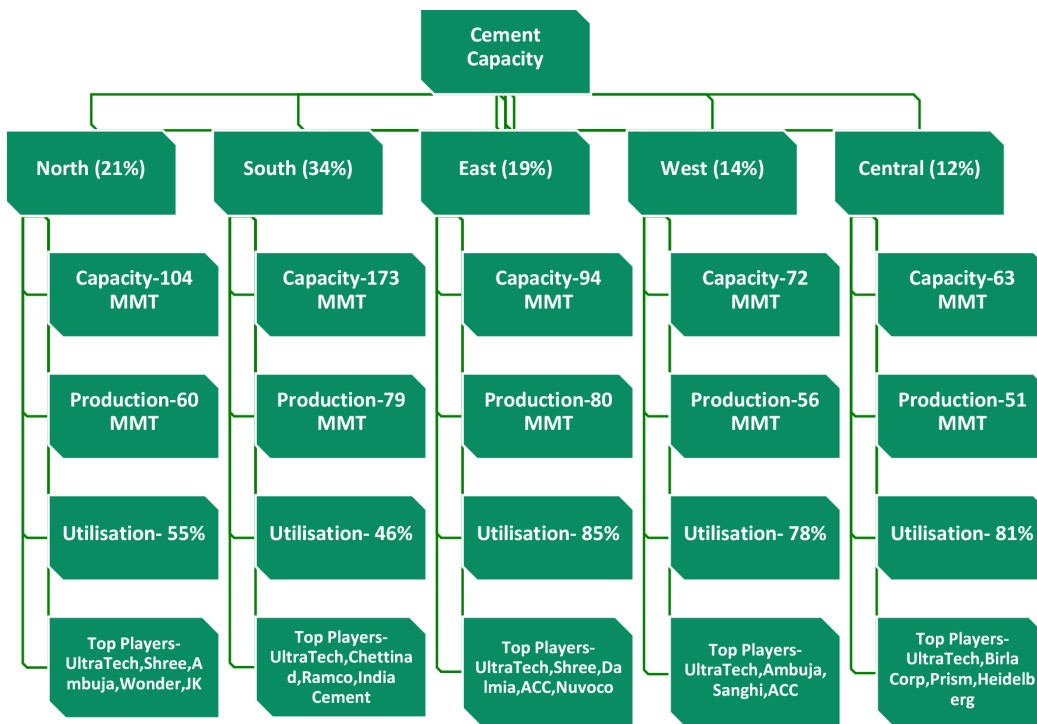 Cement
Capacity
North (21%)
South (34%)
East (19%)
West (14%)
Central (12%)
Capacity-104
MMT
Capacity-173
MMT
Capacity-94
MMT
Capacity-72
MMT
Capacity-63
MMT
Production-60
MMT
Production-79
MMT
Production-80
MMT
Production-56
MMT
Production-51
MMT
Utilisation- 55%
Utilisation- 46%
Utilisation- 85%
Utilisation- 78%
Utilisation- 81%
Top Players-
UltraTech,Shree,A
mbuja,Wonder,JK
Top Players-
UltraTech,Chettina
d,Ramco,India
Cement
Top Players-
UltraTech,Shree,Da
lmia,ACC,Nuvoco
Top Players-
UltraTech,Ambuja,
Sanghi,ACC
Top Players-
UltraTech,Birla
Corp,Prism,Heidelb
erg